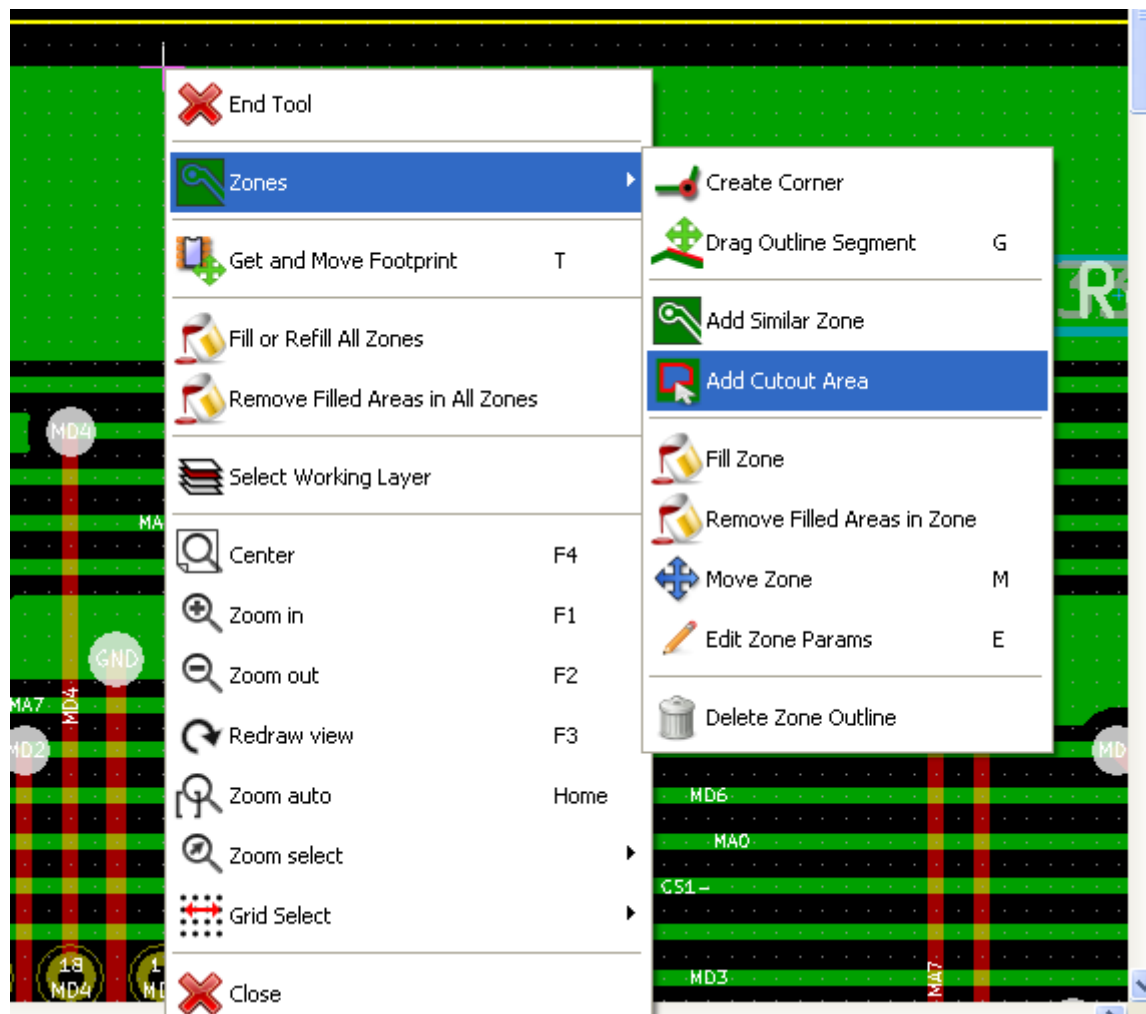 End Tool
Zones
Get and Move Footprint T
Fill or Refill All Zones
Remove Filled Areas in All Zones
Select Working Layer
Center F4
Zoom in F1
Zoom out F2
Redraw view F3
Zoom auto Home
Zoom select
Grid Select
Close
Create Corner
Drag Outline Segment G
Add Similar Zone
Add Cutout Area
Fill Zone
Remove Filled Areas in Zone
Move Zone M
Edit Zone Params E
Delete Zone Outline
R
MD4
MA
GND
MD4
MA7
MD2
MD
MD6
MA0
CS1-
MD3
MA7
18
MD4
1